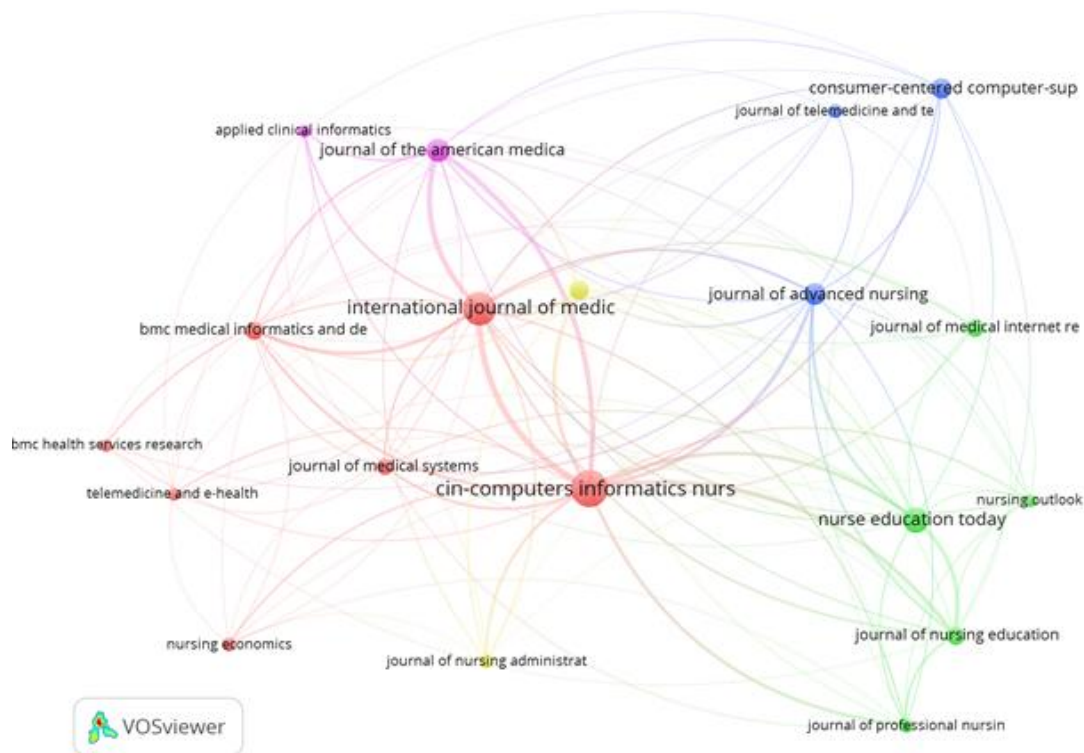 consumer-centered computer-sup
journal of telemedicine and te
applied clinical informatics
journal of the american medica
journal of advanced nursing
international journal of medic
journal of medical internet re
bmc medical informatics and de
bmc health services research
journal of medical systems
telemedicine and e-health
cin-computers informatics nurs
nursing outlook
nurse education today
journal of nursing education
nursing economics
journal of nursing administrat
journal of professional nursin
VOSviewer